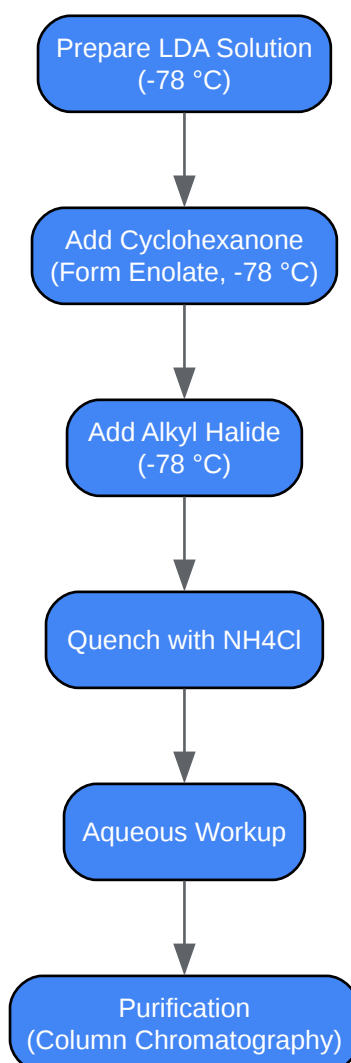 Prepare LDA Solution
(-78 °C)
Add Cyclohexanone
(Form Enolate, -78 °C)
Add Alkyl Halide
(-78 °C)
Quench with NH4Cl
Aqueous Workup
Purification
(Column Chromatography)